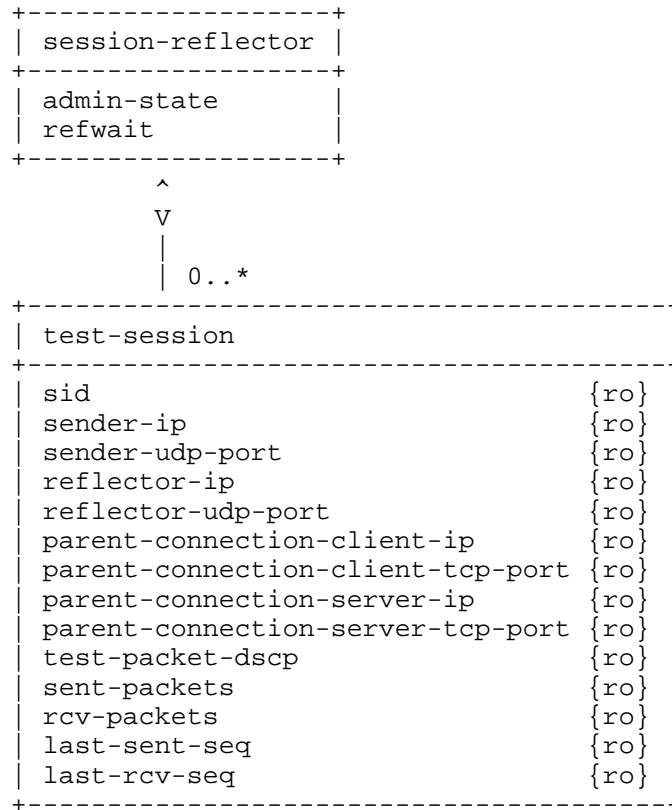 +-------------------+
| session-reflector |
+-------------------+
| admin-state       |
| refwait           |
+-------------------+
         ^
         V
         |
         | 0..*
+----------------------------------------
| test-session
+----------------------------------------
| sid                              {ro}
| sender-ip                        {ro}
| sender-udp-port                  {ro}
| reflector-ip                     {ro}
| reflector-udp-port               {ro}
| parent-connection-client-ip      {ro}
| parent-connection-client-tcp-port {ro}
| parent-connection-server-ip      {ro}
| parent-connection-server-tcp-port {ro}
| test-packet-dscp                 {ro}
| sent-packets                     {ro}
| rcv-packets                      {ro}
| last-sent-seq                    {ro}
| last-rcv-seq                     {ro}
+----------------------------------------